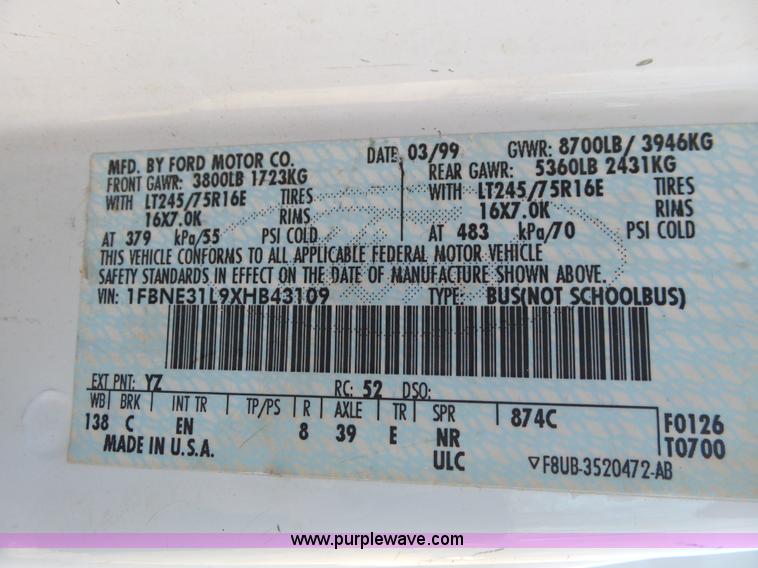 MFD. BY FORD MOTOR CO. DATE: 03/99 GVWR: 8700LB/ 3946KG
FRONT GAWR: 3800LB 1723KG REAR GAWR: 5360LB 2431KG
WITH LT245/75R16E TIRES WITH LT245/75R16E TIRES
16X7.0K RIMS 16X7.0K RIMS
AT 379 kPa/55 PSI COLD AT 483 kPa/70 PSI COLD
THIS VEHICLE CONFORMS TO ALL APPLICABLE FEDERAL MOTOR VEHICLE
SAFETY STANDARDS IN EFFECT ON THE DATE OF MANUFACTURE SHOWN ABOVE.
VIN: 1FBNE31L9XHB43109 TYPE: BUS(NOT SCHOOLBUS)
EXT PNT: YZ RC: 52 DSO:
WB BRK INT TR TP/PS R AXLE TR SPR 874C F0126
138 C EN 8 39 E NR T0700
MADE IN U.S.A. ULC ▽F8UB-3520472-AB
www.purplewave.com